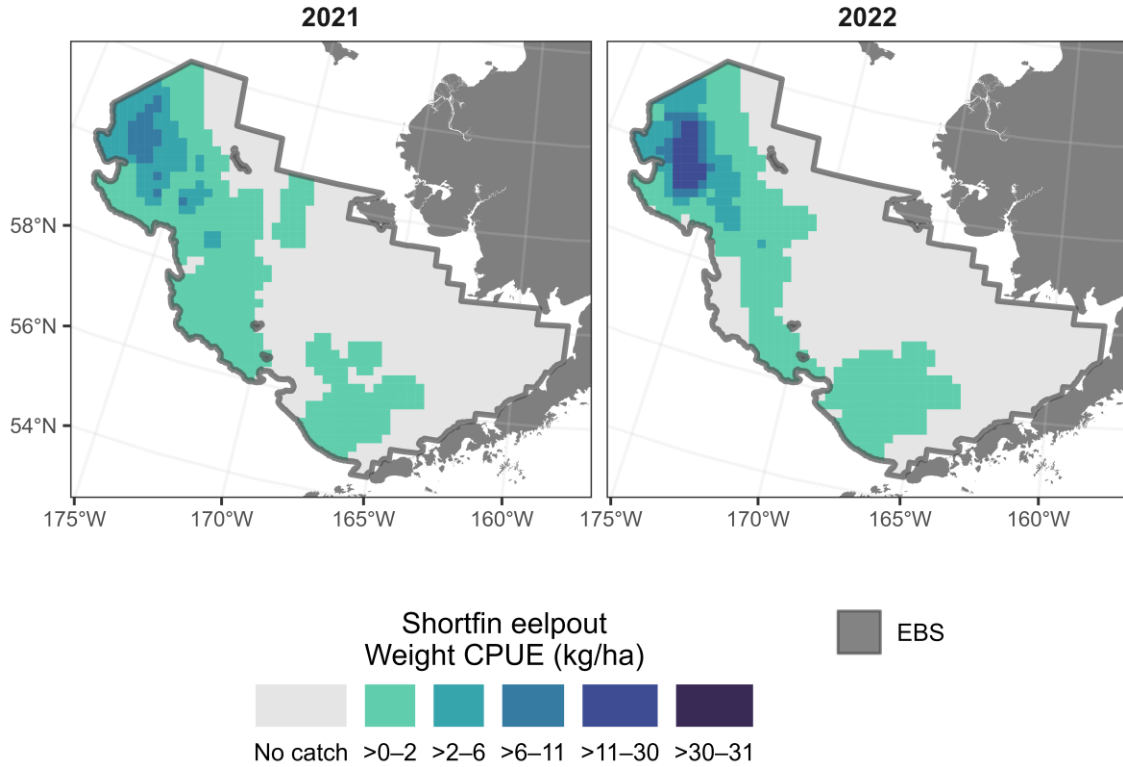 2021
2022
58°N
56°N
54°N
175°W
170°W
165°W
160°W
175°W
170°W
165°W
160°W
Shortfin eelpout
Weight CPUE (kg/ha)
EBS
No catch
>0–2
>2–6
>6–11
>11–30
>30–31